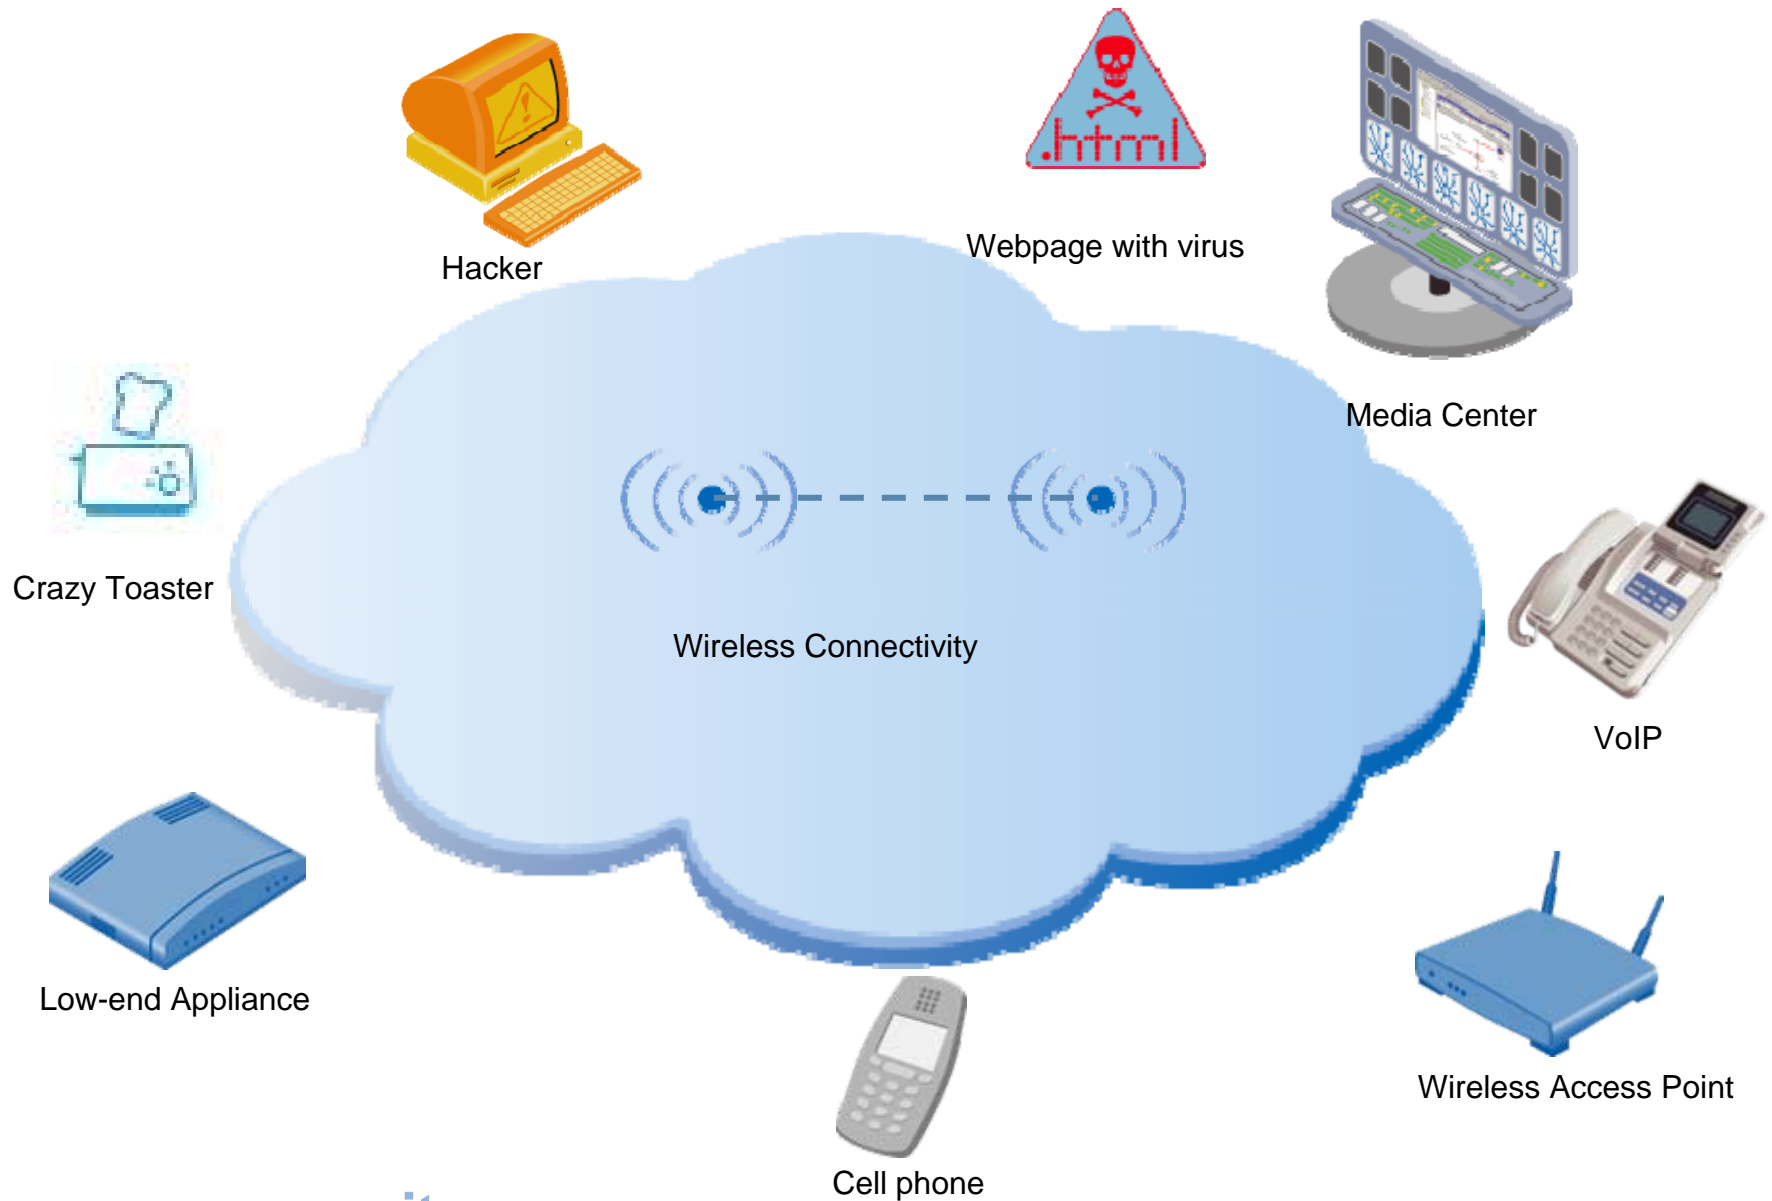 Hacker
.html
Webpage with virus
Media Center
Crazy Toaster
Wireless Connectivity
VoIP
Low-end Appliance
Wireless Access Point
Cell phone